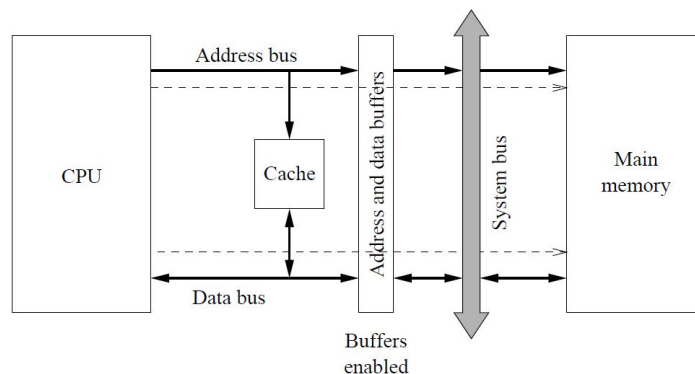 Address bus
CPU
Cache
Address and data buffers
System bus
Main
memory
Data bus
Buffers
enabled